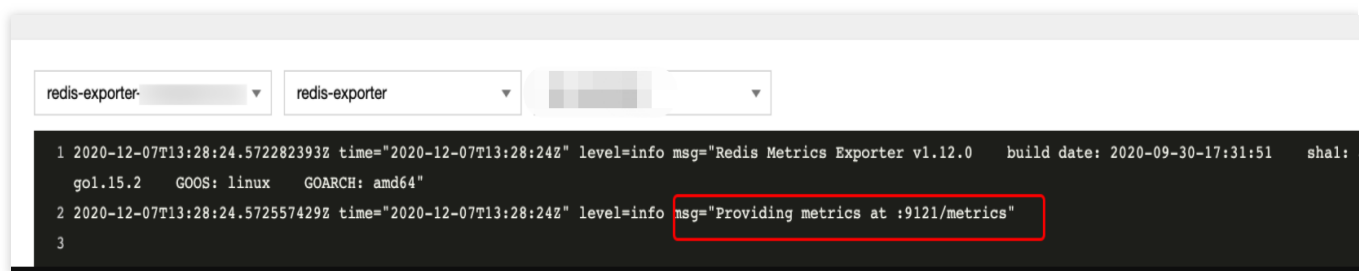 redis-exporter-
redis-exporter
1 2020-12-07T13:28:24.572282393Z time="2020-12-07T13:28:24Z" level=info msg="Redis Metrics Exporter v1.12.0    build date: 2020-09-30-17:31:51    sha1:
go1.15.2    GOOS: linux    GOARCH: amd64"
2 2020-12-07T13:28:24.572557429Z time="2020-12-07T13:28:24Z" level=info msg="Providing metrics at :9121/metrics"
3